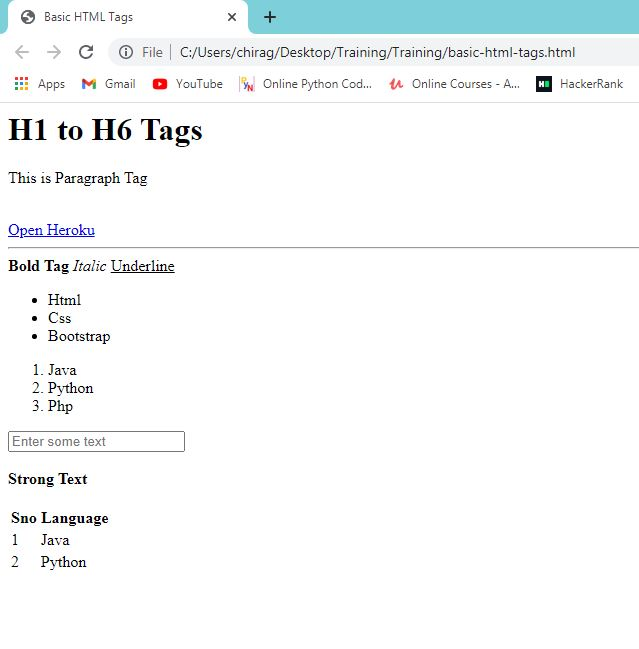 Basic HTML Tags
File | C:/Users/chirag/Desktop/Training/Training/basic-html-tags.html
Apps Gmail YouTube Online Python Cod... Online Courses - A... HackerRank
H1 to H6 Tags
This is Paragraph Tag
Open Heroku
Bold Tag Italic Underline
• Html
• Css
• Bootstrap
1. Java
2. Python
3. Php
Enter some text
Strong Text
Sno Language
1 Java
2 Python